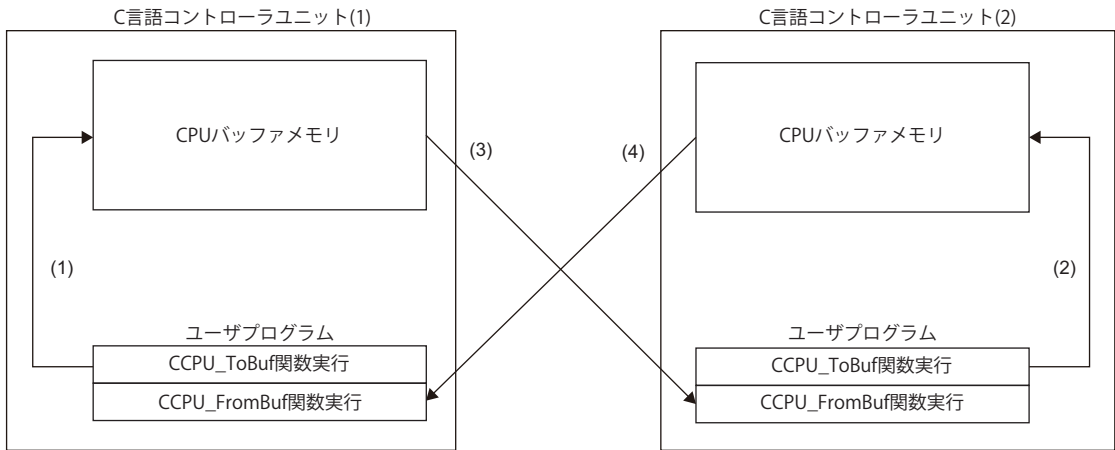 C言語コントローラユニット(1)
C言語コントローラユニット(2)
CPUバッファメモリ
CPUバッファメモリ
(3)
(4)
(1)
(2)
ユーザプログラム
ユーザプログラム
CCPU_ToBuf関数実行
CCPU_ToBuf関数実行
CCPU_FromBuf関数実行
CCPU_FromBuf関数実行